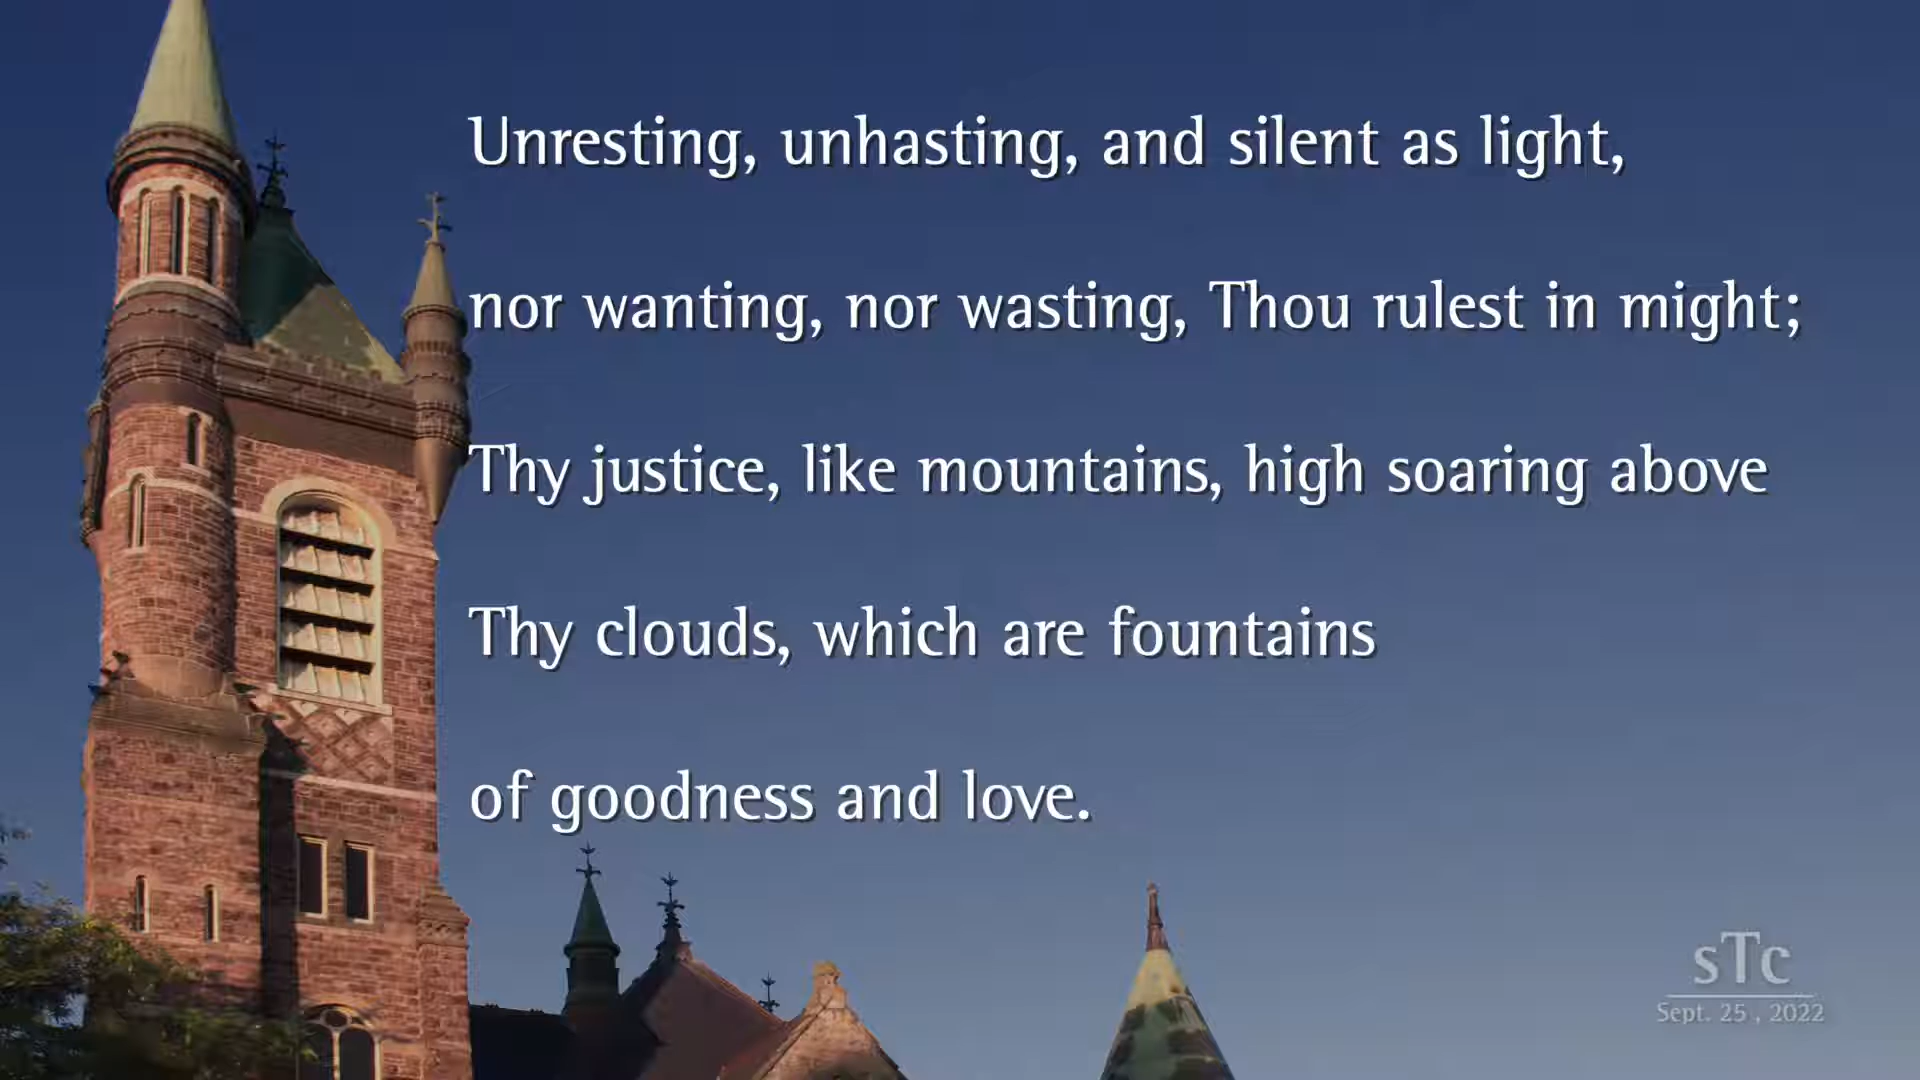 Unresting, unhasting, and silent as light,
nor wanting, nor wasting, Thou rulest in might;
Thy justice, like mountains, high soaring above
Thy clouds, which are fountains
of goodness and love.
sTc
Sept. 25 , 2022